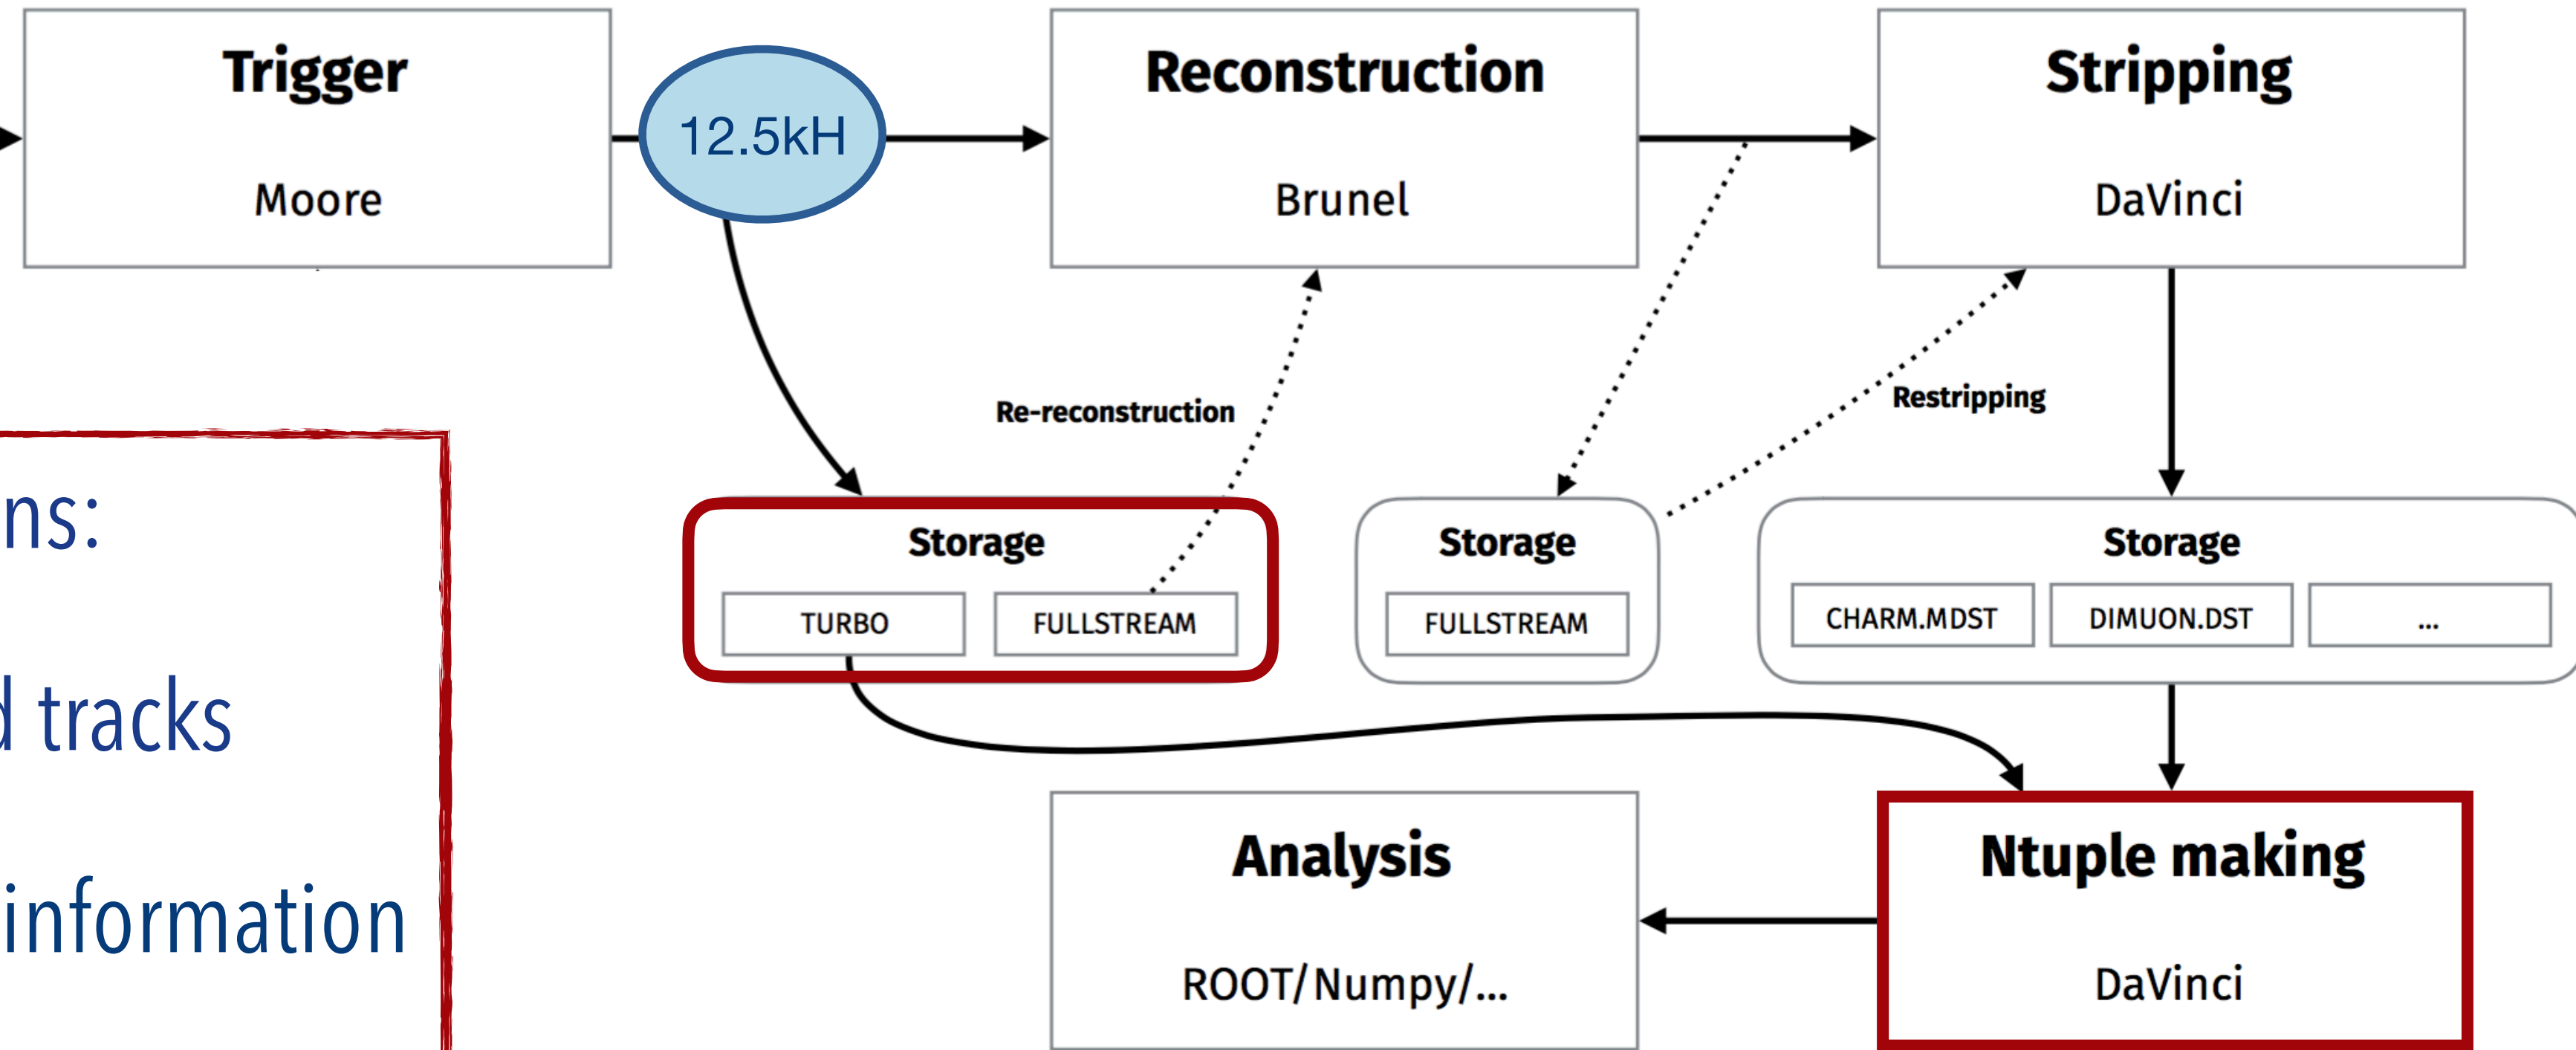 Trigger
Moore
12.5kH
Reconstruction
Brunel
Stripping
DaVinci
Re-reconstruction
Restripping
ns:
d tracks
information
Storage
TURBO
FULLSTREAM
Storage
FULLSTREAM
Storage
CHARM.MDST
DIMUON.DST
...
Analysis
ROOT/Numpy/...
Ntuple making
DaVinci